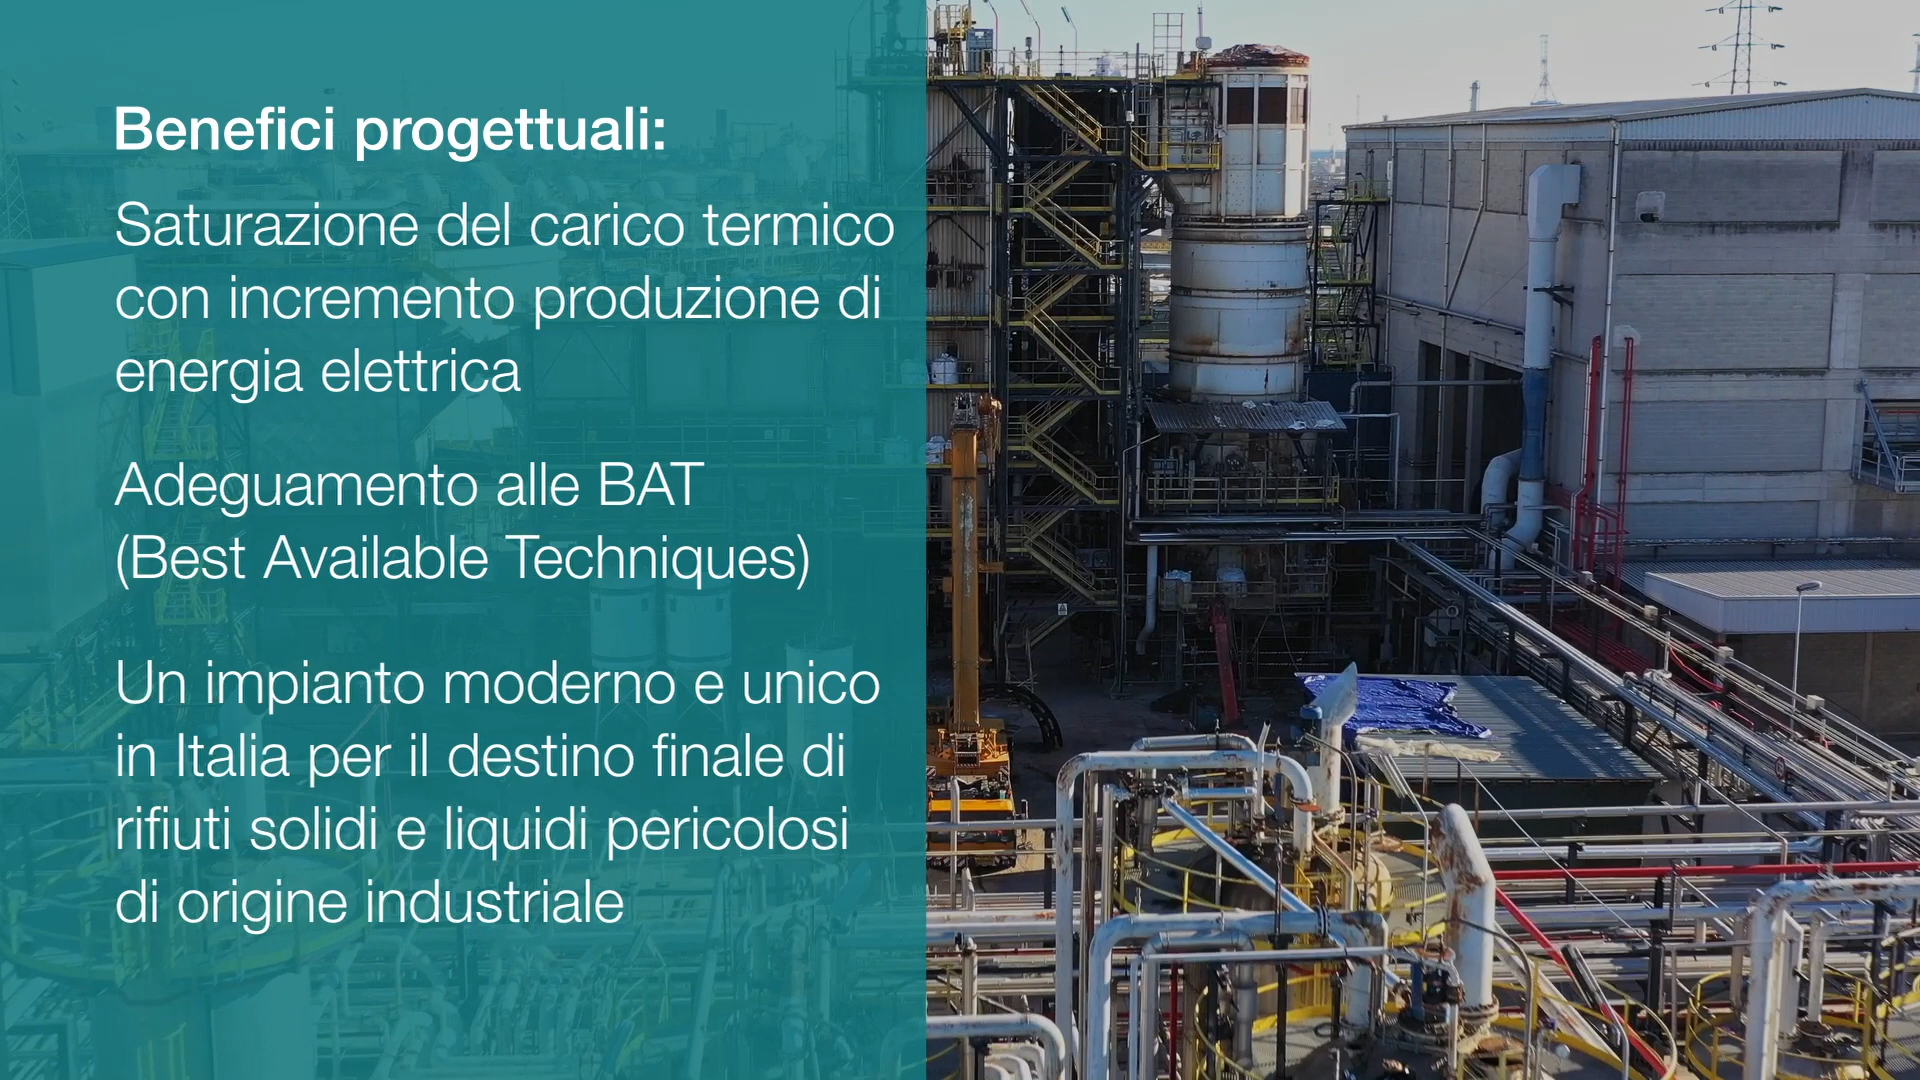 Benefici progettuali:
Saturazione del carico termico
con incremento produzione di
energia elettrica
Adeguamento alle BAT
(Best Available Techniques)
Un impianto moderno e unico
in Italia per il destino finale di
rifiuti solidi e liquidi pericolosi
di origine industriale